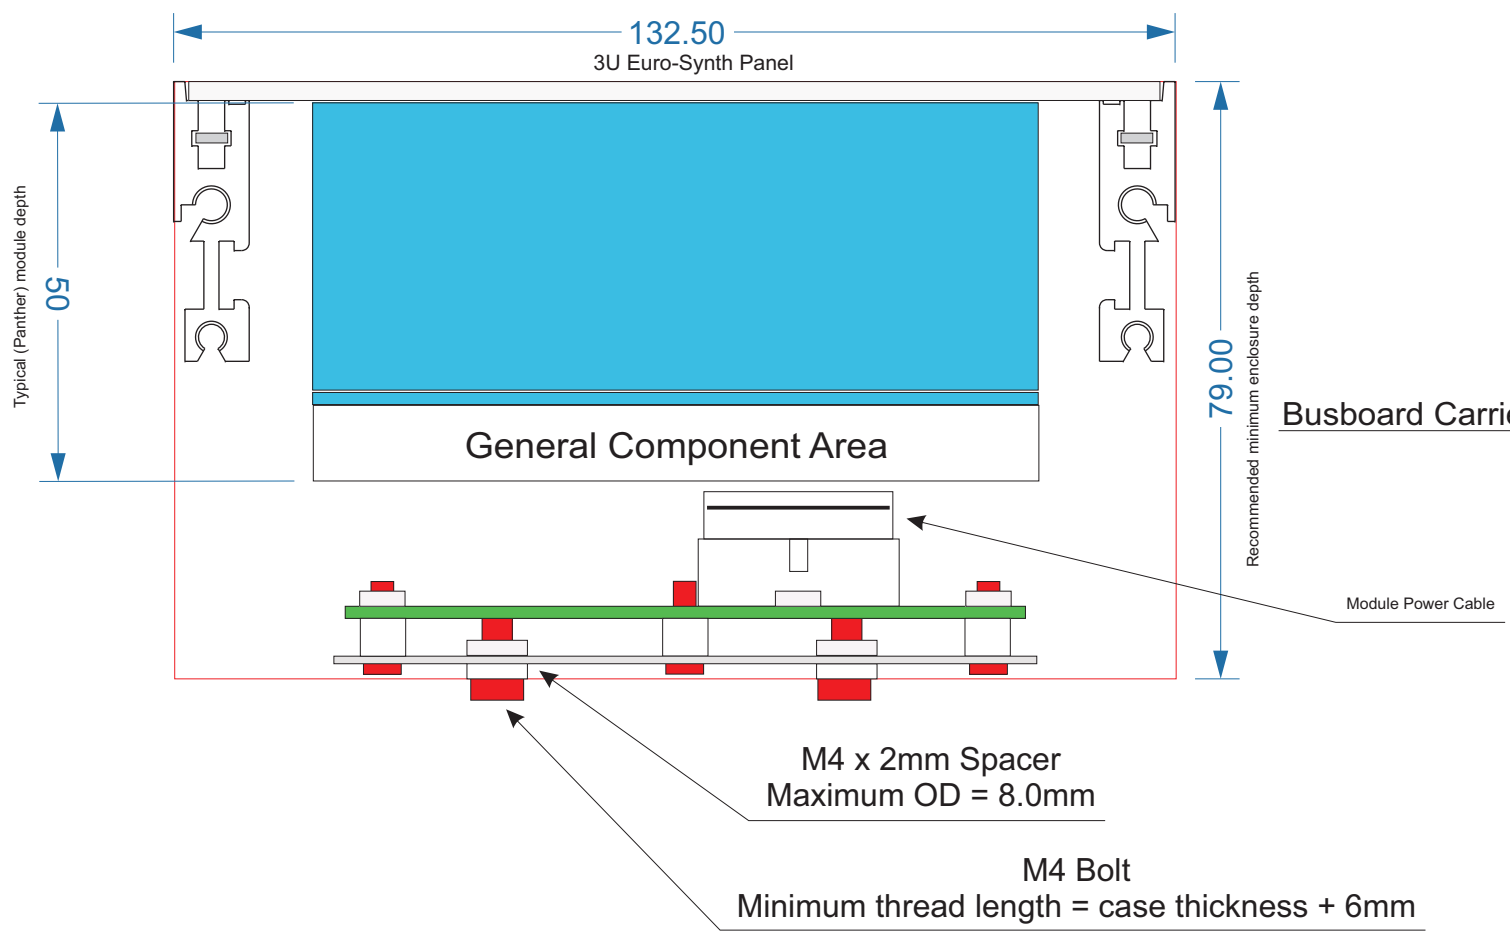 132.50
3U Euro-Synth Panel
Typical (Panther) module depth
50
79.00
Recommended minimum enclosure depth
Busboard Carrie
General Component Area
Module Power Cable
M4 x 2mm Spacer
Maximum OD = 8.0mm
M4 Bolt
Minimum thread length = case thickness + 6mm